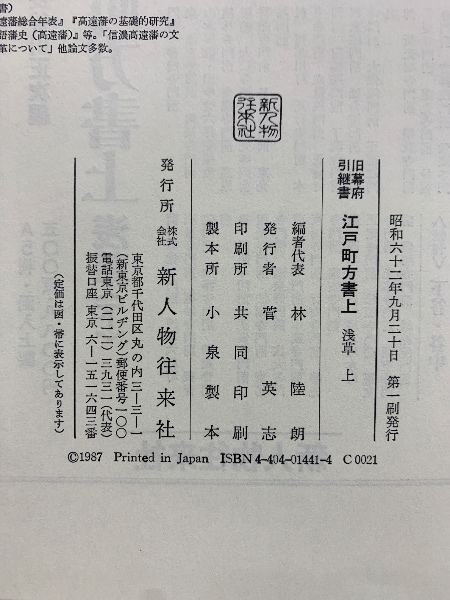 書)
遠藩総合年表』『高遠藩の基礎的研究』
語藩史(高遠藩)』等。「信濃高遠藩の文
革について」他論文多数。
新人物
往来社
昭和六十二年九月二十日　第一刷発行
旧幕府
引継書　江戸町方書上　浅草 上
編者代表　林　陸朗
発行者　菅　英志
印刷所　共同印刷
製本所　小泉製本
発行所　株式
会社　新人物往来社
東京都千代田区丸の内三―三―一
(新東京ビルヂング)郵便番号一〇〇
電話東京(二一二)三九三一(代表)
振替口座 東京 六―一五一六四三番
(定価は函・帯に表示してあります)
©1987 Printed in Japan ISBN4-404-01441-4 C0021